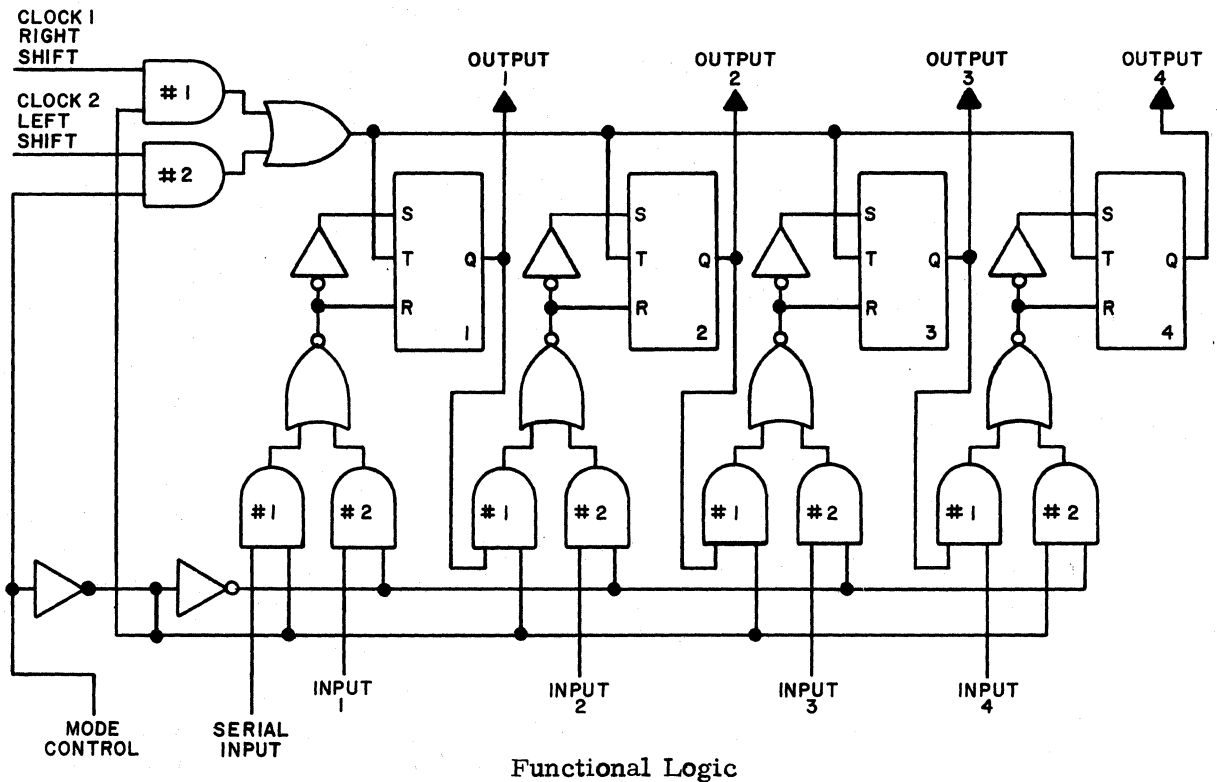 CLOCK 1
RIGHT
SHIFT
CLOCK 2
LEFT
SHIFT
#1
#2
OUTPUT
1
OUTPUT
2
OUTPUT
3
OUTPUT
4
S
T
Q
R
1
S
T
Q
R
2
S
T
Q
R
3
S
T
Q
R
4
#1
#2
#1
#2
#1
#2
#1
#2
INPUT
1
INPUT
2
INPUT
3
INPUT
4
MODE
CONTROL
SERIAL
INPUT
Functional Logic